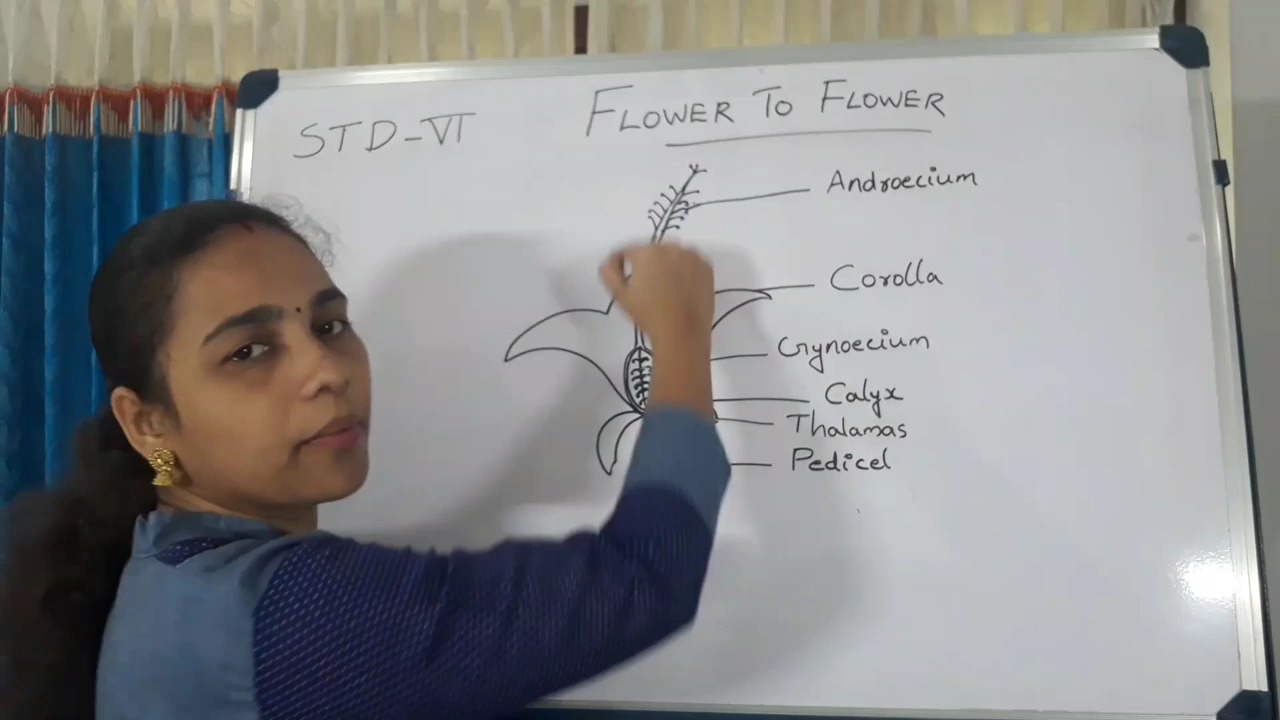 STD-VI
FLOWER TO FLOWER
Androecium
Corolla
Gynoecium
Calyx
Thalamas
Pedicel